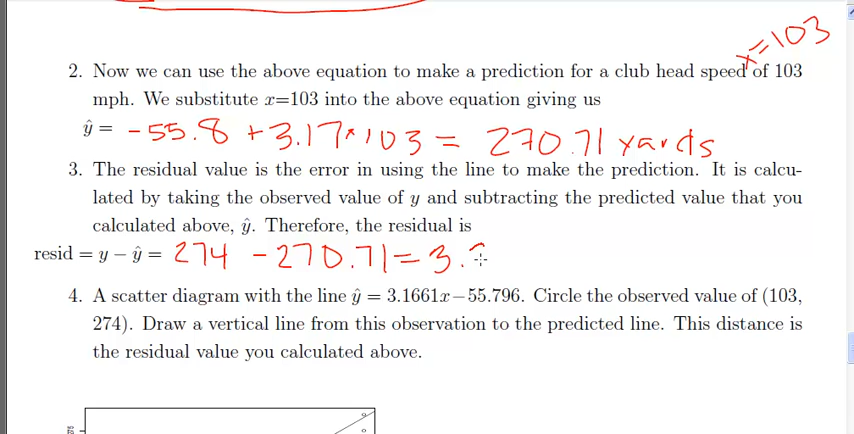 x=103
2. Now we can use the above equation to make a prediction for a club head speed of 103
mph. We substitute x=103 into the above equation giving us
ŷ = -55.8 + 3.17*103 = 270.71 yards
3. The residual value is the error in using the line to make the prediction. It is calcu-
lated by taking the observed value of y and subtracting the predicted value that you
calculated above, ŷ. Therefore, the residual is
resid = y − ŷ = 274 - 270.71 = 3.
4. A scatter diagram with the line ŷ = 3.1661x−55.796. Circle the observed value of (103,
274). Draw a vertical line from this observation to the predicted line. This distance is
the residual value you calculated above.